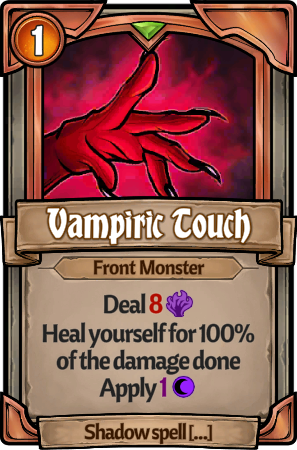 1
Vampiric Touch
Front Monster
Deal 8
Heal yourself for 100%
of the damage done
Apply 1
Shadow spell [...]